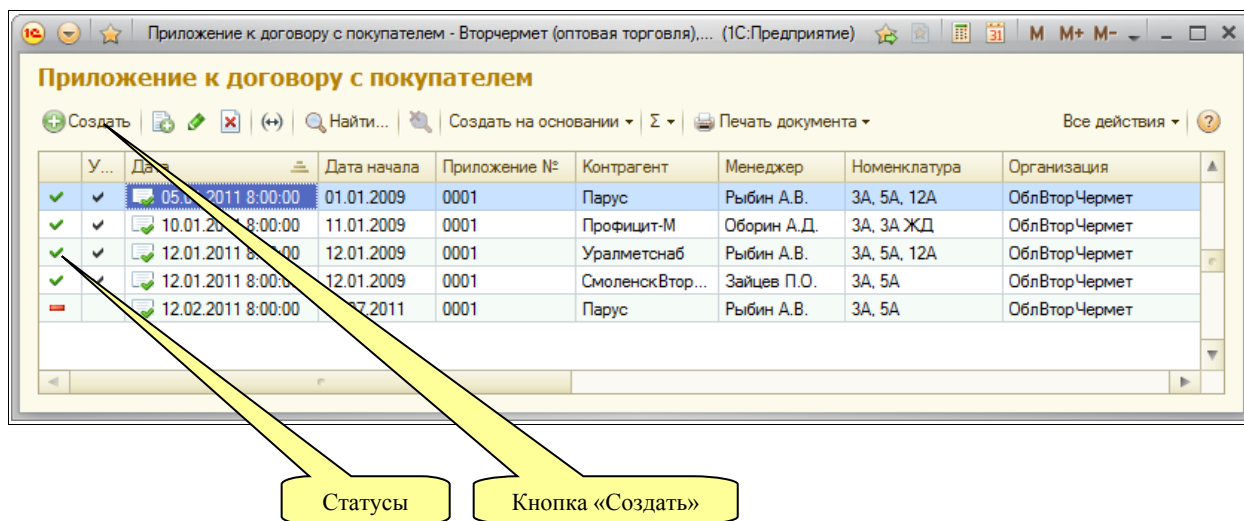 1С Приложение к договору с покупателем - Вторчермет (оптовая торговля),... (1С:Предприятие) 31 M M+ M-
Приложение к договору с покупателем
Создать Найти... Создать на основании Σ Печать документа Все действия ?
У... Дата Дата начала Приложение № Контрагент Менеджер Номенклатура Организация
2011 8:00:00 01.01.2009 0001 Парус Рыбин А.В. 3А, 5А, 12А ОблВторЧермет
10.01.2011 8:00:00 11.01.2009 0001 Профицит-М Оборин А.Д. 3А, 3А ЖД ОблВторЧермет
12.01.2011 8:00:00 12.01.2009 0001 Уралметснаб Рыбин А.В. 3А, 5А, 12А ОблВторЧермет
12.01.2011 8:00:00 12.01.2009 0001 СмоленскВтор... Зайцев П.О. 3А, 5А ОблВторЧермет
12.02.2011 8:00:00 07.2011 0001 Парус Рыбин А.В. 3А, 5А ОблВторЧермет
Статусы Кнопка «Создать»